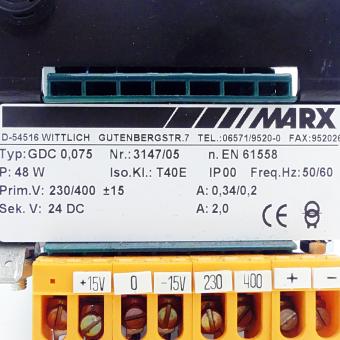 MARX
D-54516 WITTLICH GUTENBERGSTR.7 TEL.:06571/9520-0 FAX:952026
Typ:GDC 0,075 Nr.:3147/05 n. EN 61558
P: 48 W Iso.Kl.: T40E IP00 Freq.Hz:50/60
Prim.V: 230/400 ±15 A: 0,34/0,2
Sek. V: 24 DC A: 2,0
+15V 0 -15V 230 400 + −